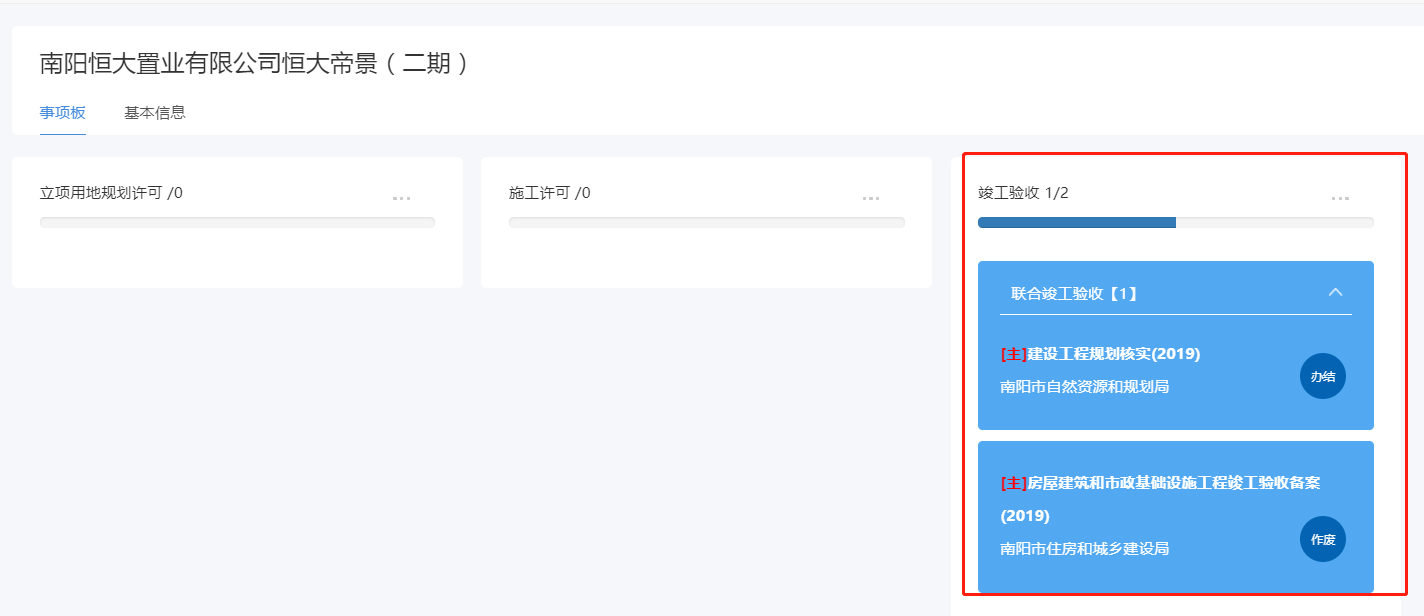 南阳恒大置业有限公司恒大帝景（二期）
事项板 基本信息
立项用地规划许可 /0
施工许可 /0
竣工验收 1/2
联合竣工验收【1】
[主]建设工程规划核实(2019)
南阳市自然资源和规划局
办结
[主]房屋建筑和市政基础设施工程竣工验收备案
(2019)
南阳市住房和城乡建设局
作废